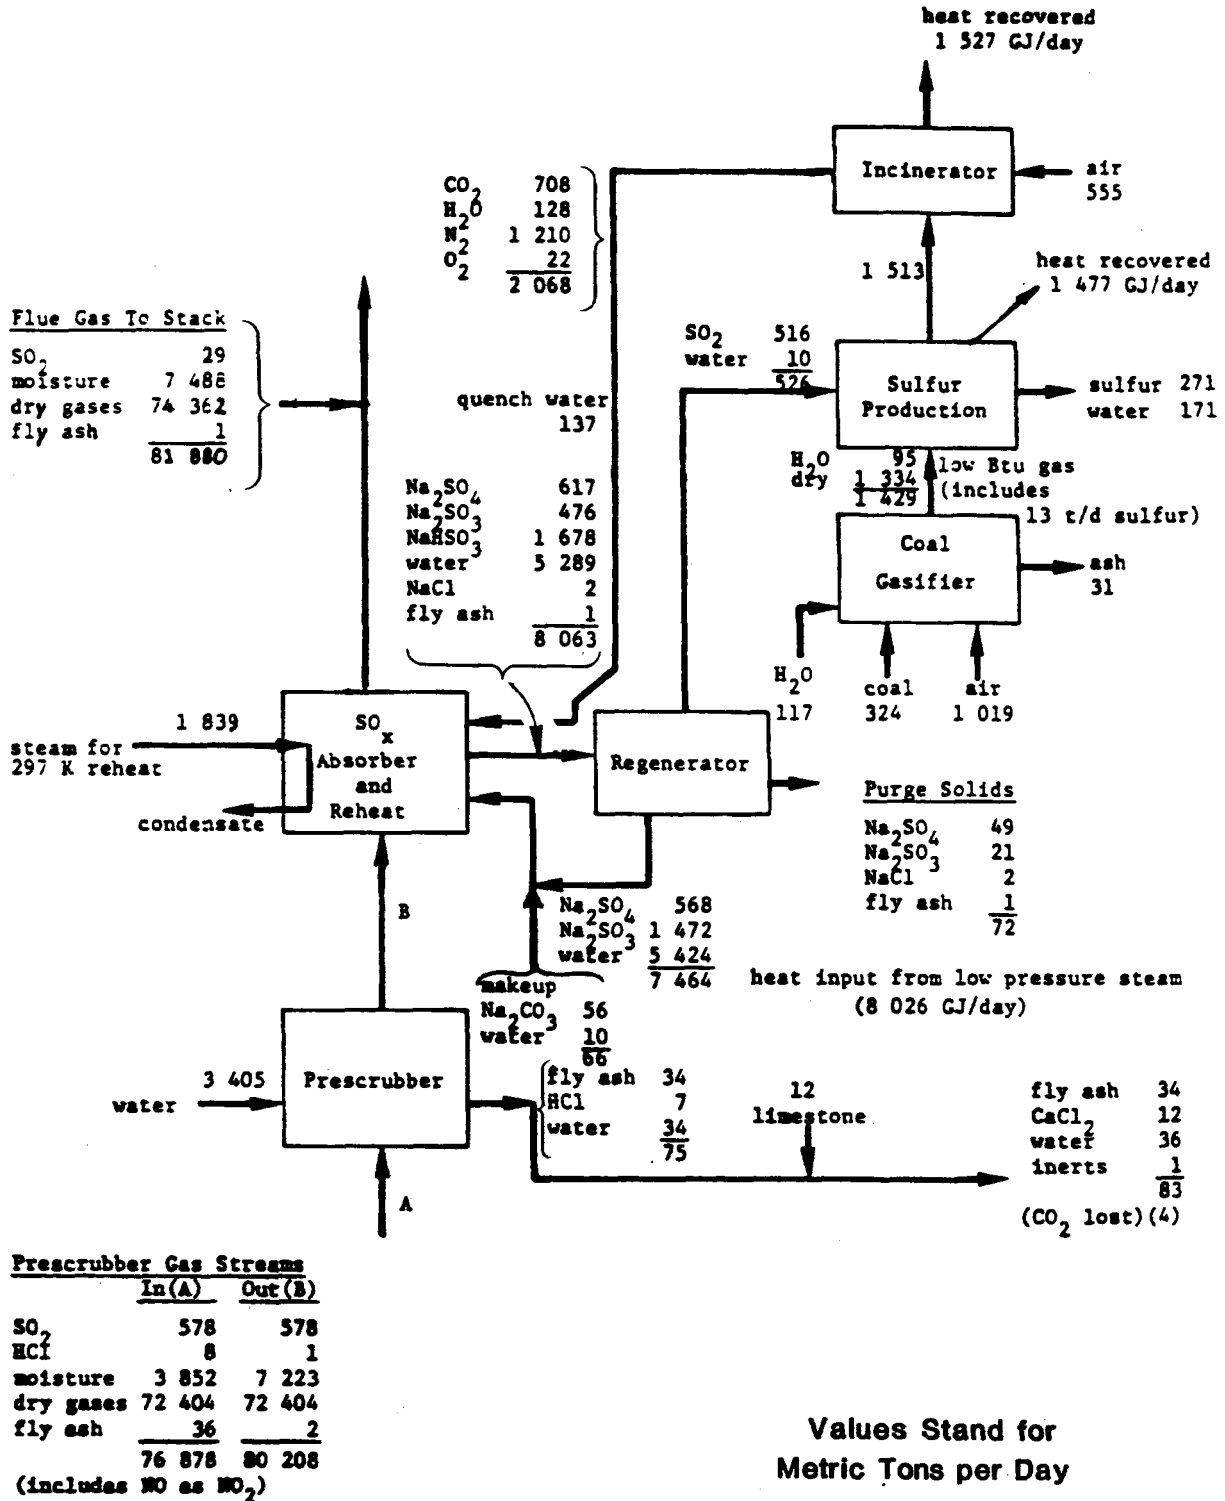 heat recovered
1 527 GJ/day
Incinerator
air
555
CO2 708
H2O 128
N2 1 210
O2 22
2 068
1 513
heat recovered
1 477 GJ/day
Flue Gas To Stack
SO2 29
moisture 7 488
dry gases 74 362
fly ash 1
81 880
SO2 516
water 10
526
Sulfur
Production
sulfur 271
water 171
quench water
137
H2O 95
dry 1 334
1 429
low Btu gas
(includes
13 t/d sulfur)
Na2SO4 617
Na2SO3 476
NaHSO3 1 678
water 5 289
NaCl 2
fly ash 1
8 063
Coal
Gasifier
ash
31
H2O
117
coal
324
air
1 019
1 839
steam for
297 K reheat
condensate
SOx
Absorber
and
Reheat
Regenerator
Purge Solids
Na2SO4 49
Na2SO3 21
NaCl 2
fly ash 1
72
B
Na2SO4 568
Na2SO3 1 472
water 5 424
7 464
heat input from low pressure steam
(8 026 GJ/day)
makeup
Na2CO3 56
water 10
66
3 405
water
Prescrubber
fly ash 34
HCl 7
water 34
75
12
limestone
fly ash 34
CaCl2 12
water 36
inerts 1
83
(CO2 lost)(4)
A
Prescrubber Gas Streams
In(A) Out(B)
SO2 578 578
HCl 8 1
moisture 3 852 7 223
dry gases 72 404 72 404
fly ash 36 2
76 878 80 208
(includes NO as NO2)
Values Stand for
Metric Tons per Day